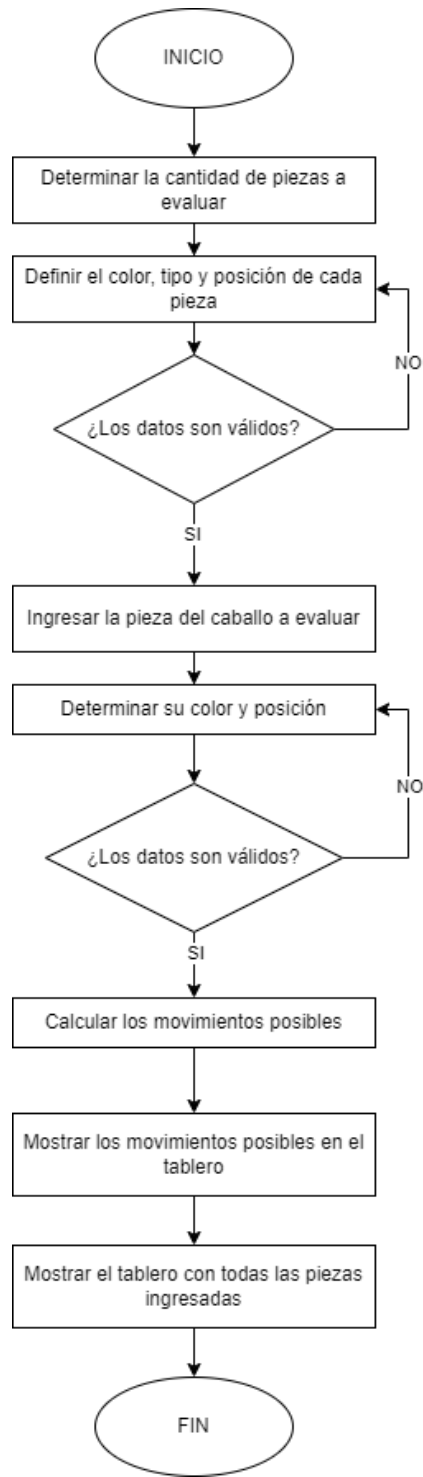 INICIO
Determinar la cantidad de piezas a
evaluar
Definir el color, tipo y posición de cada
pieza
NO
¿Los datos son válidos?
SI
Ingresar la pieza del caballo a evaluar
Determinar su color y posición
NO
¿Los datos son válidos?
SI
Calcular los movimientos posibles
Mostrar los movimientos posibles en el
tablero
Mostrar el tablero con todas las piezas
ingresadas
FIN